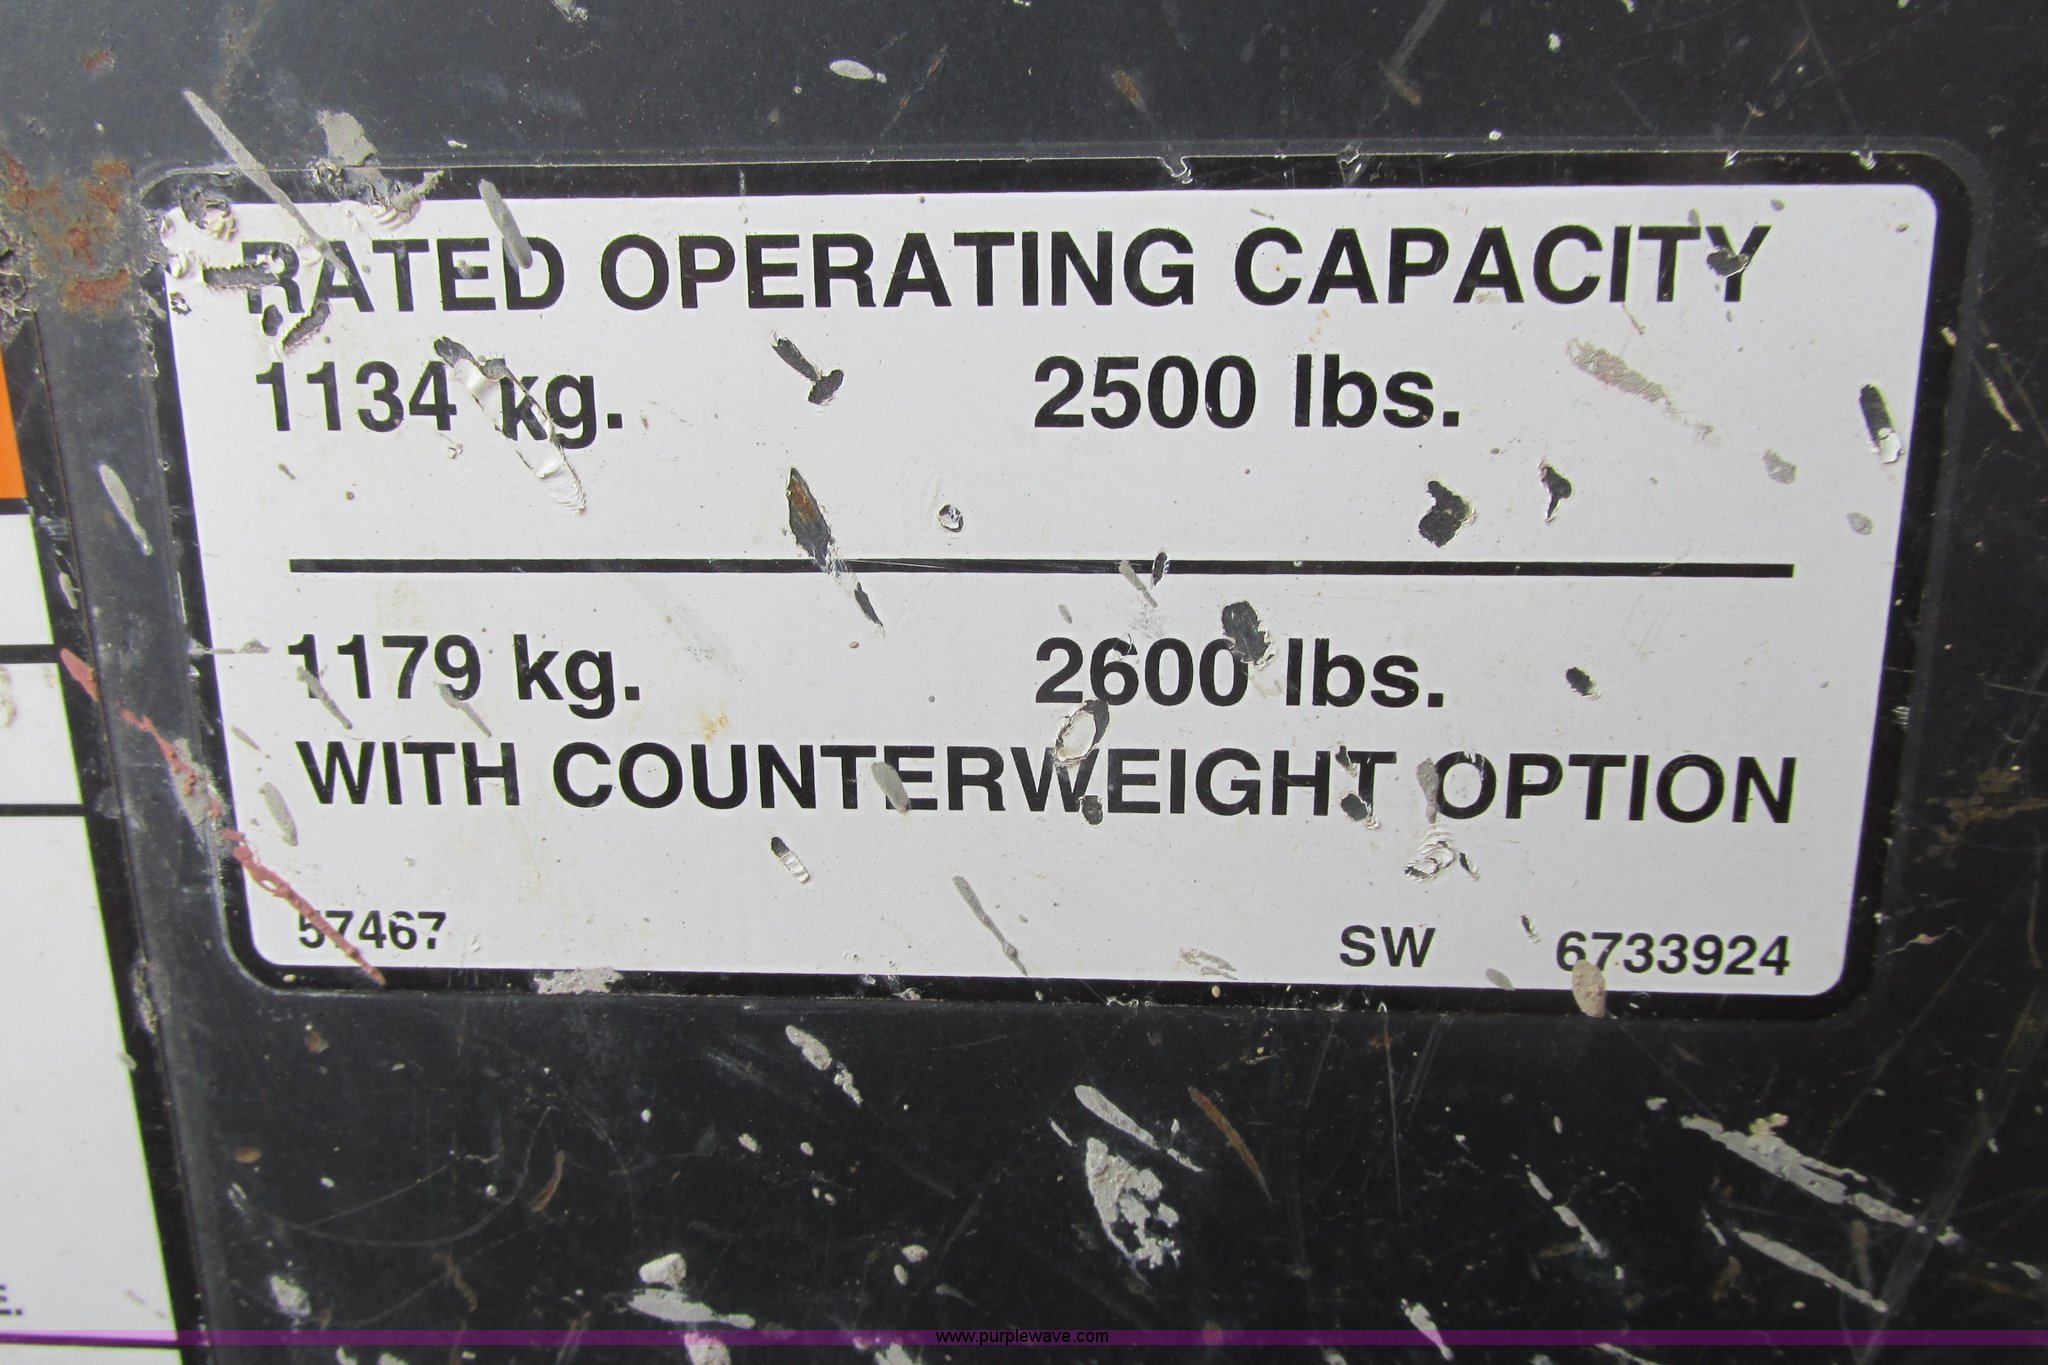 RATED OPERATING CAPACITY
1134 kg. 2500 lbs.
1179 kg. 2600 lbs.
WITH COUNTERWEIGHT OPTION
57467 SW 6733924
E.
www.purplewave.com